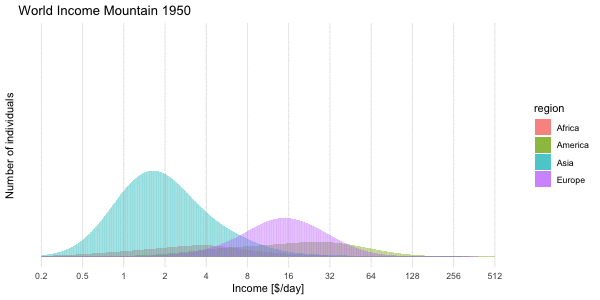 World Income Mountain 1950
Number of individuals
region
Africa
America
Asia
Europe
0.2 0.5 1 2 4 8 16 32 64 128 256 512
Income [$/day]